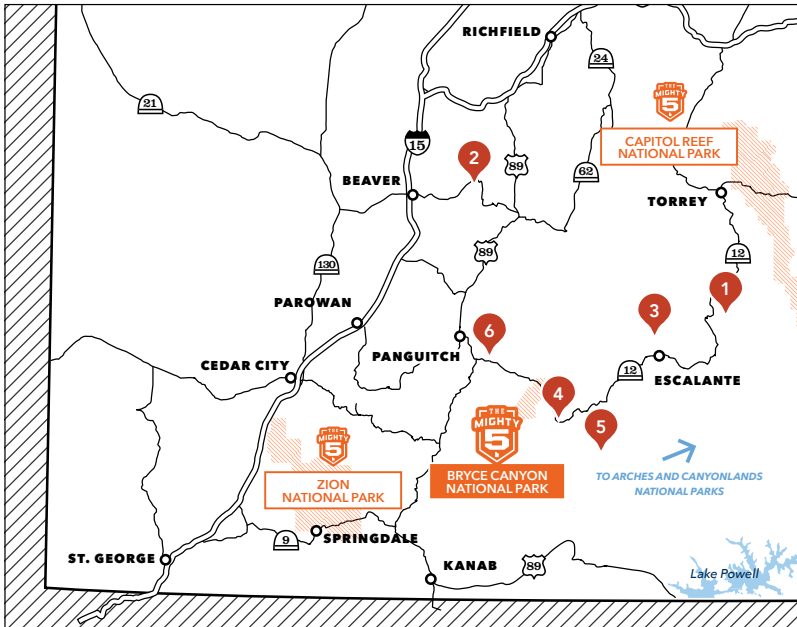 RICHFIELD
24
21
THE
MIGHTY
5
CAPITOL REEF
NATIONAL PARK
15
2
89
62
BEAVER
TORREY
89
12
130
1
PAROWAN
3
6
PANGUITCH
CEDAR CITY
12
ESCALANTE
4
THE
MIGHTY
5
5
THE
MIGHTY
5
BRYCE CANYON
NATIONAL PARK
TO ARCHES AND CANYONLANDS
NATIONAL PARKS
ZION
NATIONAL PARK
9
SPRINGDALE
ST. GEORGE
KANAB
89
Lake Powell